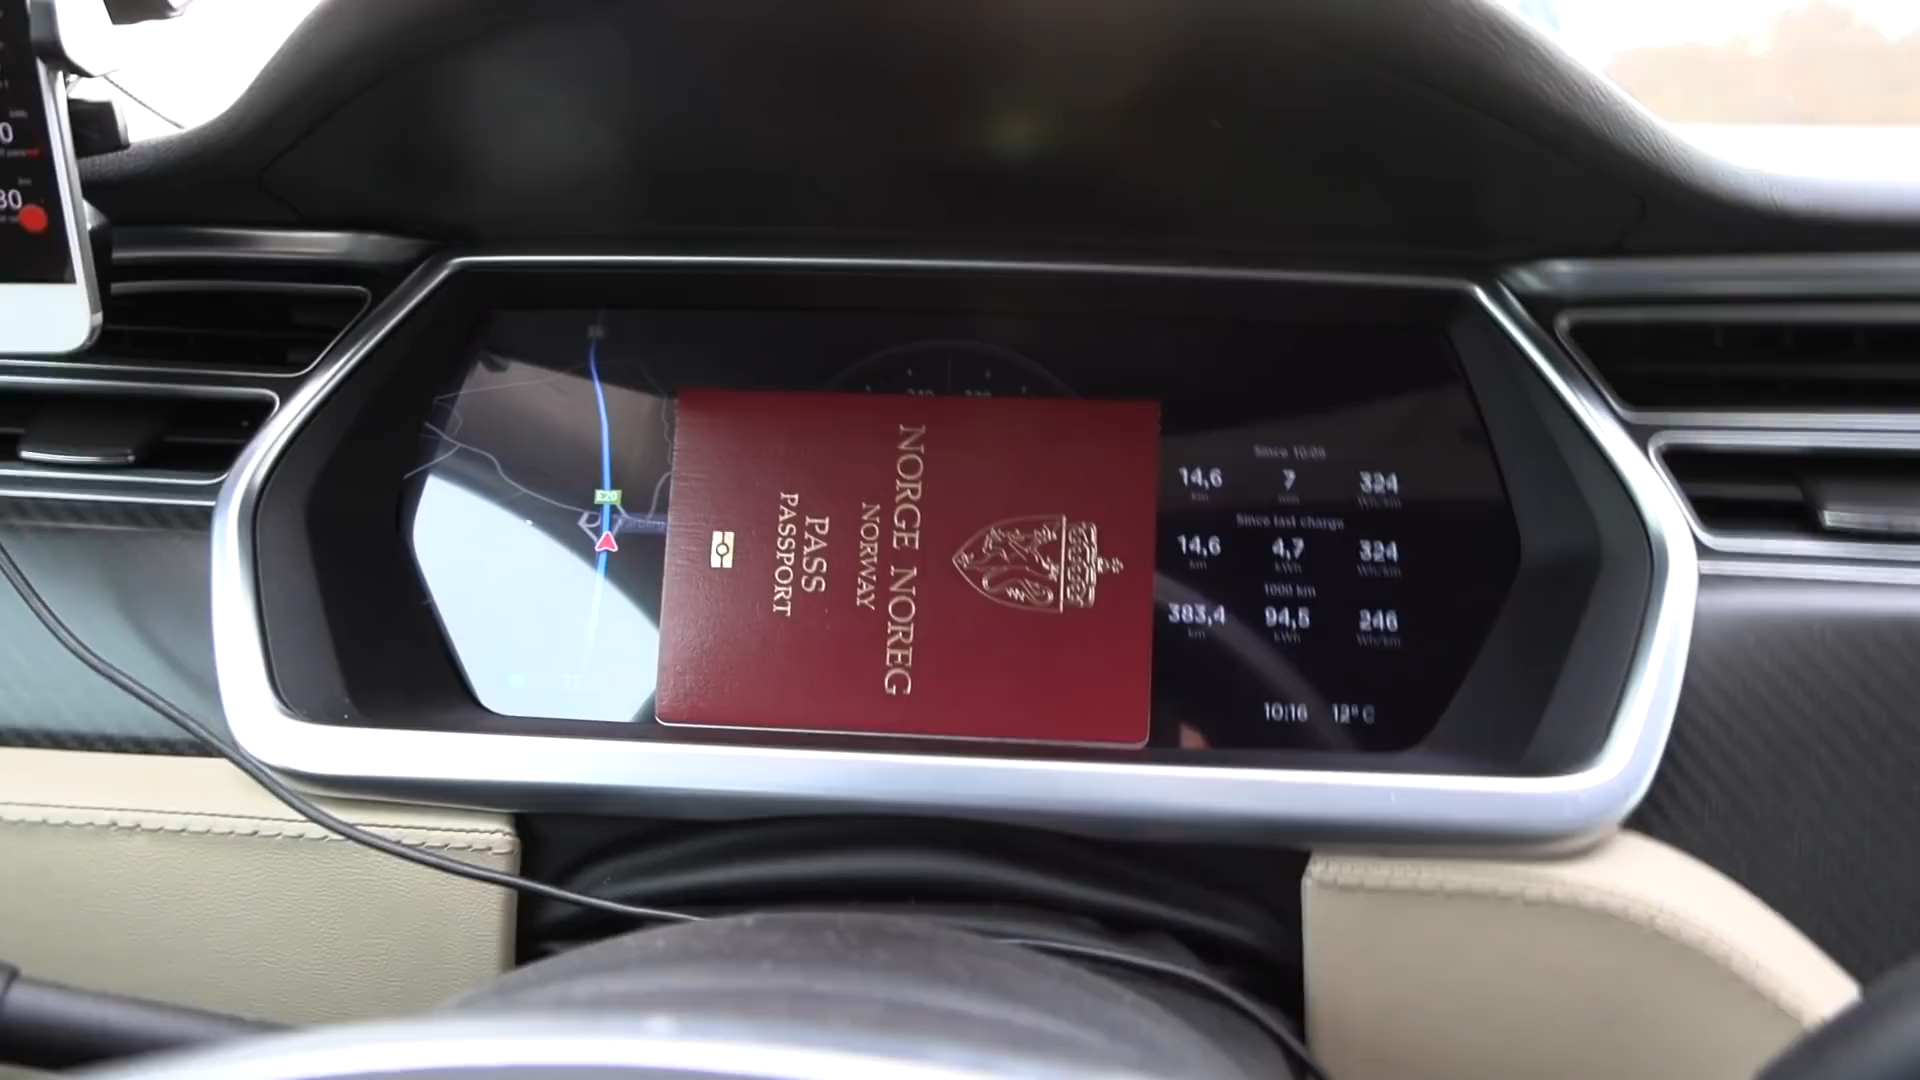 E20
NORGE NOREG
NORWAY
PASS
PASSPORT
Since 10:09
14,6 7 324
km min Wh/km
Since last charge
14,6 4,7 324
km kWh Wh/km
1000 km
383,4 94,5 246
km kWh Wh/km
10:16 12°C